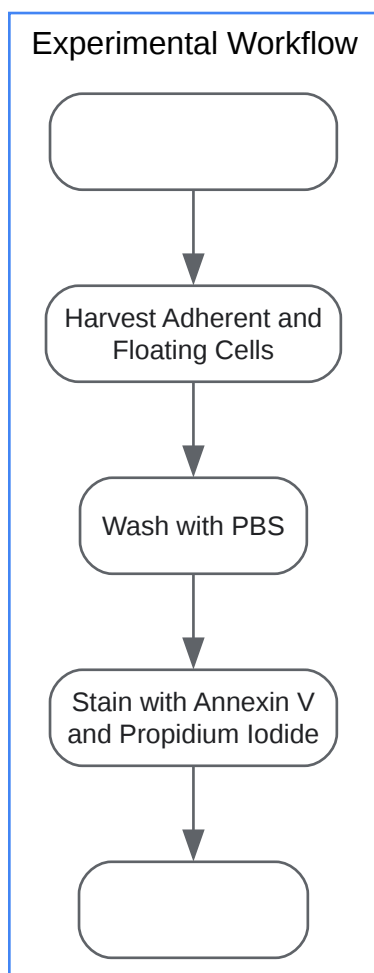 Experimental Workflow
Harvest Adherent and
Floating Cells
Wash with PBS
Stain with Annexin V
and Propidium Iodide